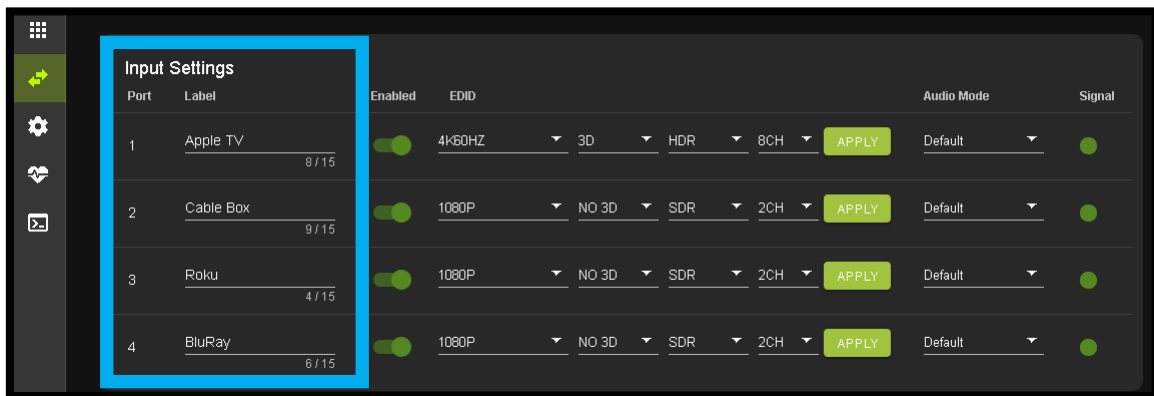 Input Settings
Port Label Enabled EDID Audio Mode Signal
1 Apple TV 4K60HZ 3D HDR 8CH APPLY Default
8 / 15
2 Cable Box 1080P NO 3D SDR 2CH APPLY Default
9 / 15
3 Roku 1080P NO 3D SDR 2CH APPLY Default
4 / 15
4 BluRay 1080P NO 3D SDR 2CH APPLY Default
6 / 15